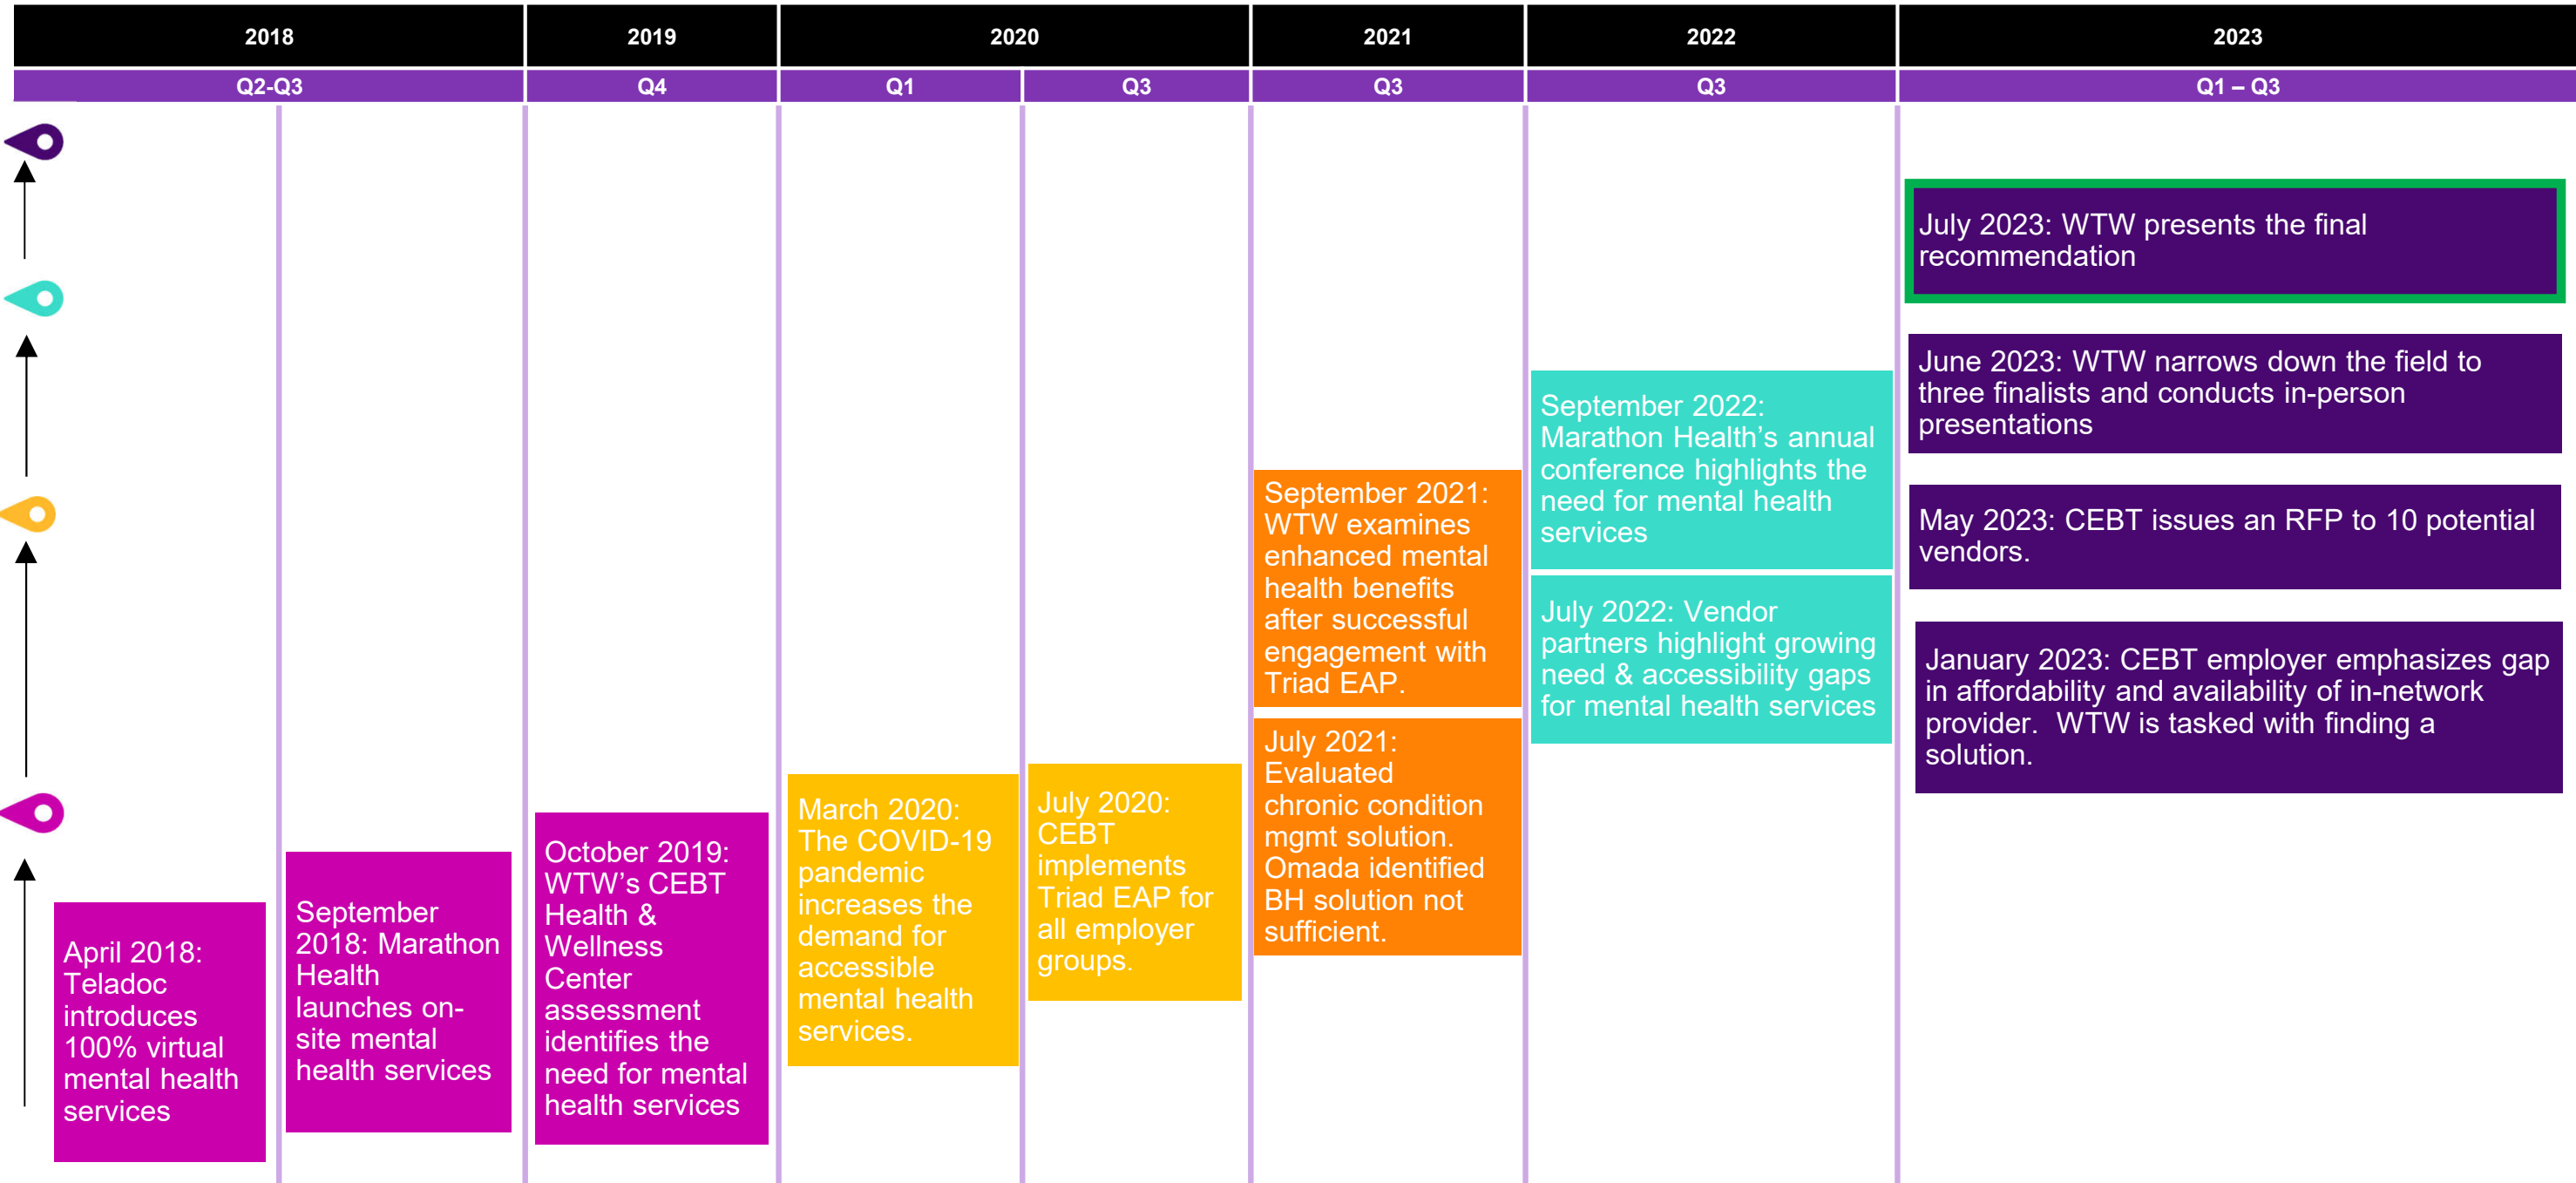 2018
2019
2020
2021
2022
2023
Q2-Q3
Q4
Q1
Q3
Q3
Q3
Q1 – Q3
April 2018:
Teladoc
introduces
100% virtual
mental health
services
September
2018: Marathon
Health
launches on-
site mental
health services
October 2019:
WTW’s CEBT
Health &
Wellness
Center
assessment
identifies the
need for mental
health services
March 2020:
The COVID-19
pandemic
increases the
demand for
accessible
mental health
services.
July 2020:
CEBT
implements
Triad EAP for
all employer
groups.
September 2021:
WTW examines
enhanced mental
health benefits
after successful
engagement with
Triad EAP.
July 2021:
Evaluated
chronic condition
mgmt solution.
Omada identified
BH solution not
sufficient.
September 2022:
Marathon Health’s annual
conference highlights the
need for mental health
services
July 2022: Vendor
partners highlight growing
need & accessibility gaps
for mental health services
July 2023: WTW presents the final
recommendation
June 2023: WTW narrows down the field to
three finalists and conducts in-person
presentations
May 2023: CEBT issues an RFP to 10 potential
vendors.
January 2023: CEBT employer emphasizes gap
in affordability and availability of in-network
provider.  WTW is tasked with finding a
solution.